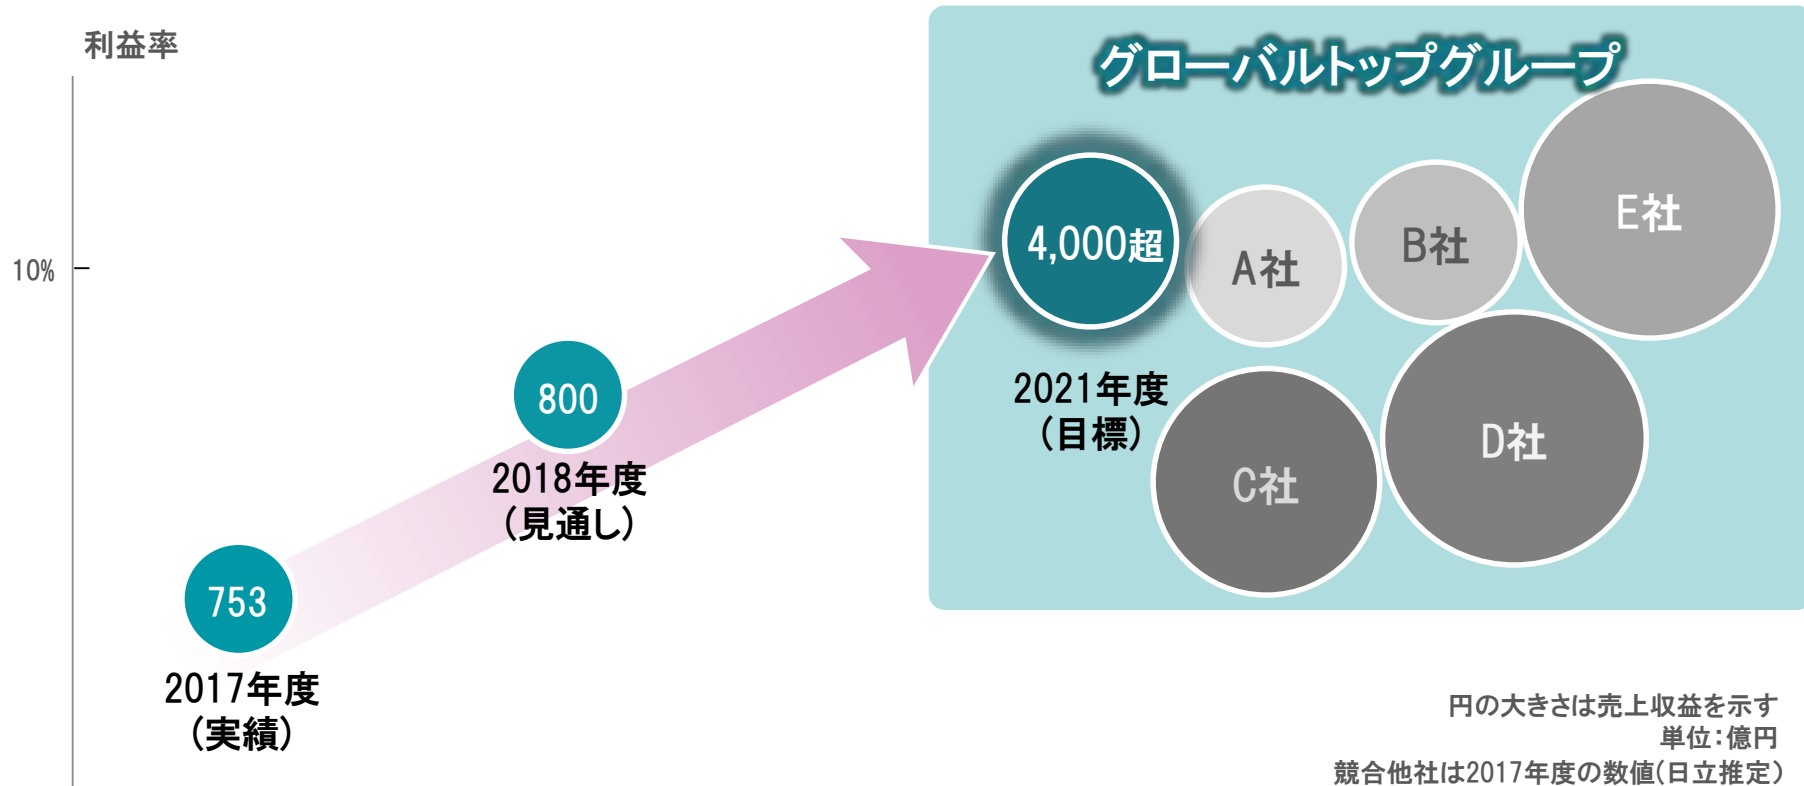 利益率
グローバルトップグループ
10%
4,000超
A社
B社
E社
2021年度
(目標)
800
2018年度
(見通し)
C社
D社
753
2017年度
(実績)
円の大きさは売上収益を示す
単位:億円
競合他社は2017年度の数値(日立推定)